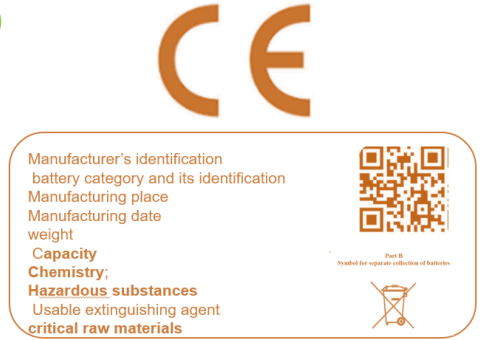 CE
Manufacturer's identification
battery category and its identification
Manufacturing place
Manufacturing date
weight
Capacity
Chemistry;
Hazardous substances
Usable extinguishing agent
critical raw materials
Part B
Symbol for separate collection of batteries